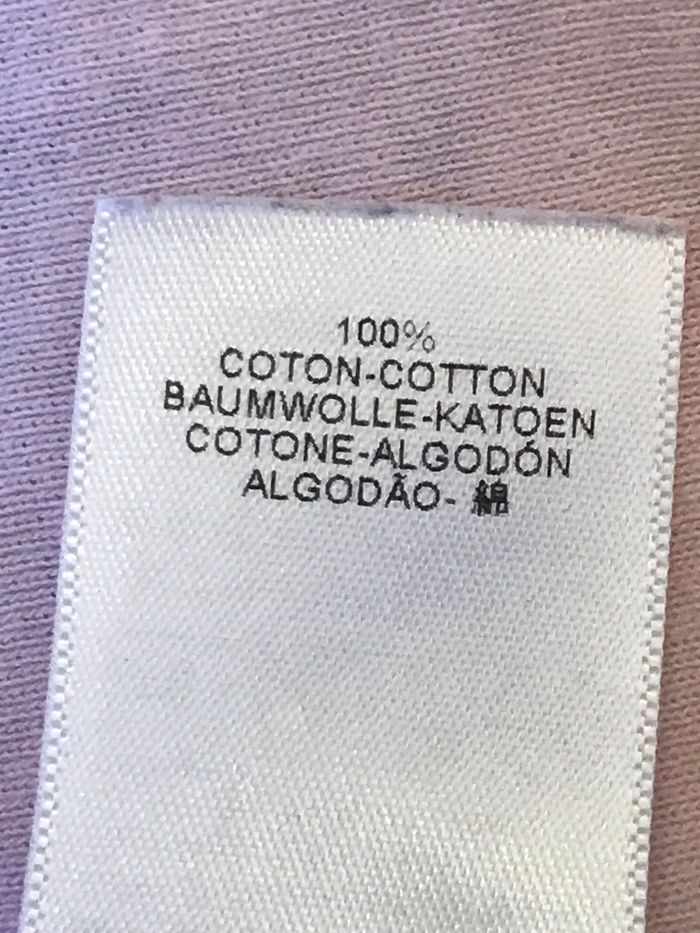 100%
COTON-COTTON
BAUMWOLLE-KATOEN
COTONE-ALGODÓN
ALGODÃO- 綿